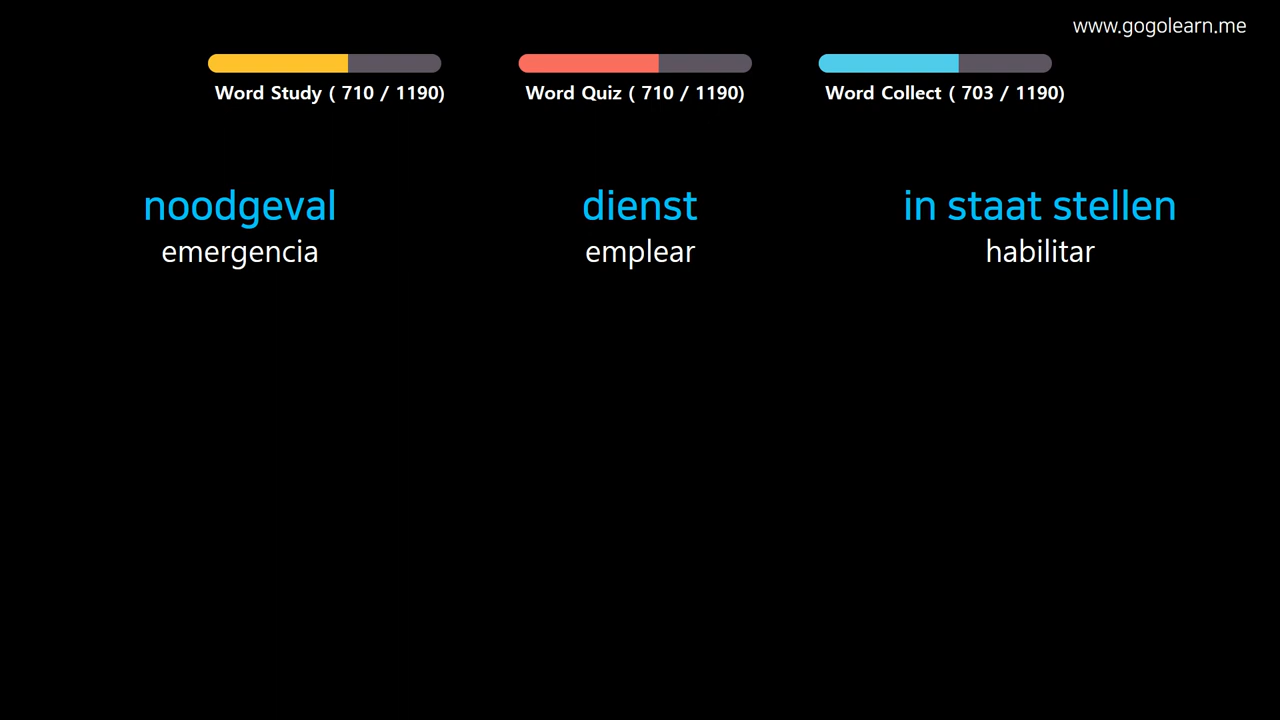 www.gogolearn.me
Word Study ( 710 / 1190)
Word Quiz ( 710 / 1190)
Word Collect ( 703 / 1190)
noodgeval
emergencia
dienst
emplear
in staat stellen
habilitar